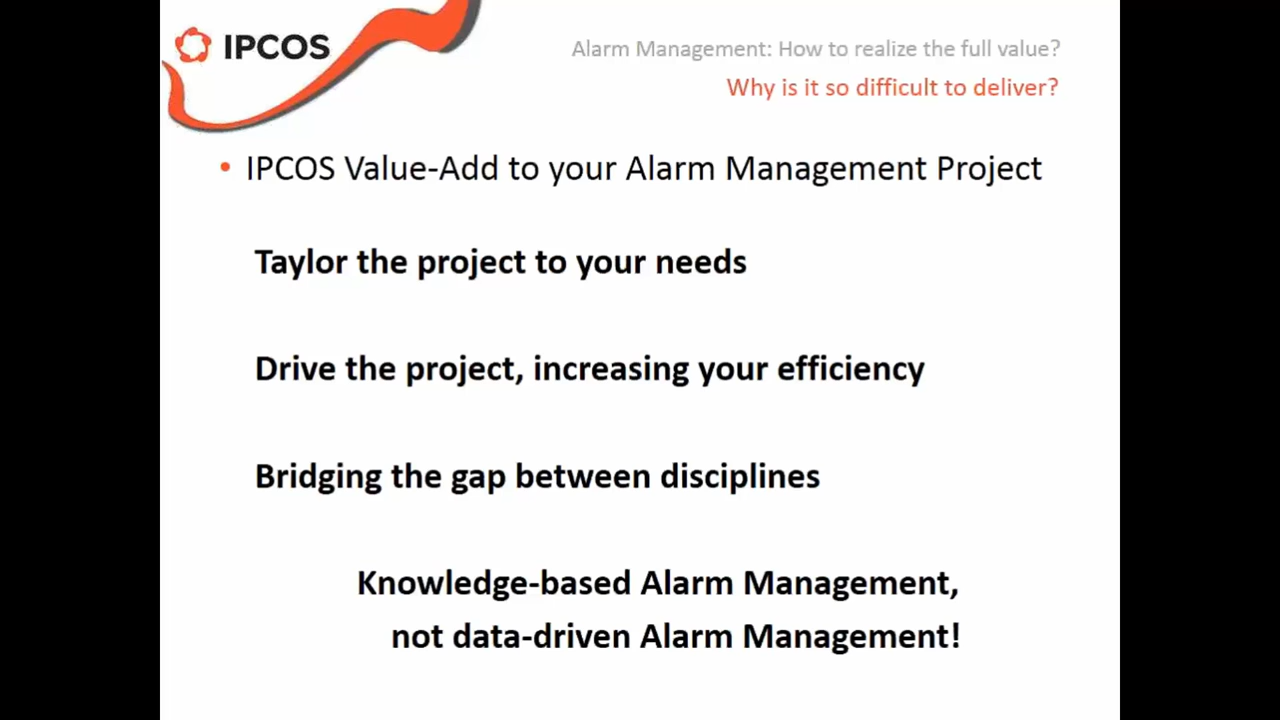 IPCOS
Alarm Management: How to realize the full value?
Why is it so difficult to deliver?
• IPCOS Value-Add to your Alarm Management Project
Taylor the project to your needs
Drive the project, increasing your efficiency
Bridging the gap between disciplines
Knowledge-based Alarm Management,
not data-driven Alarm Management!